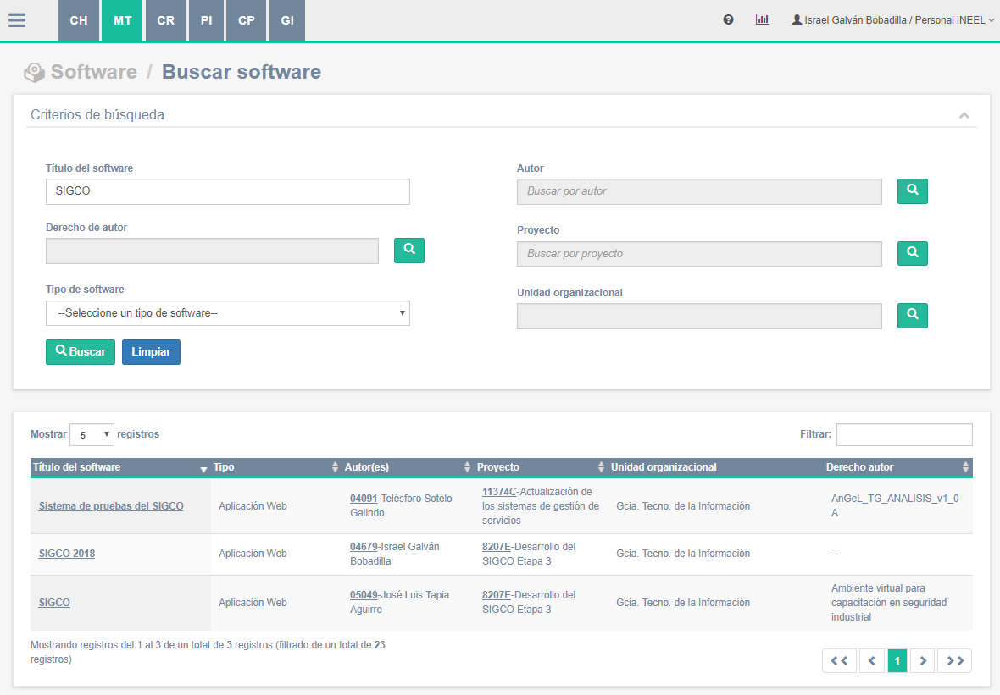 CH MT CR PI CP GI
Israel Galván Bobadilla / Personal INEEL
Software / Buscar software
Criterios de búsqueda
Título del software
SIGCO
Autor
Buscar por autor
Derecho de autor
Proyecto
Buscar por proyecto
Tipo de software
--Seleccione un tipo de software--
Unidad organizacional
Buscar Limpiar
Mostrar 5 registros
Filtrar:
Título del software Tipo Autor(es) Proyecto Unidad organizacional Derecho autor
Sistema de pruebas del SIGCO
Aplicación Web
04091-Telésforo Sotelo
Galindo
11374C-Actualización de
los sistemas de gestión de
servicios
Gcia. Tecno. de la Información
AnGeL_TG_ANALISIS_v1_0
A
SIGCO 2018
Aplicación Web
04679-Israel Galván
Bobadilla
8207E-Desarrollo del
SIGCO Etapa 3
Gcia. Tecno. de la Información
--
SIGCO
Aplicación Web
05049-José Luis Tapia
Aguirre
8207E-Desarrollo del
SIGCO Etapa 3
Gcia. Tecno. de la Información
Ambiente virtual para
capacitación en seguridad
industrial
Mostrando registros del 1 al 3 de un total de 3 registros (filtrado de un total de 23
registros)
1